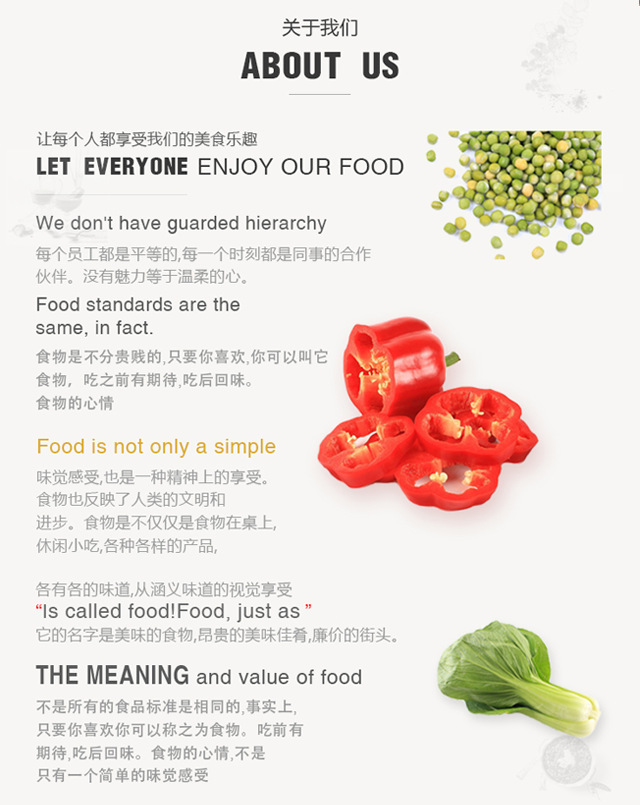 关于我们
ABOUT US
让每个人都享受我们的美食乐趣
LET EVERYONE ENJOY OUR FOOD
We don't have guarded hierarchy
每个员工都是平等的,每一个时刻都是同事的合作
伙伴。没有魅力等于温柔的心。
Food standards are the
same, in fact.
食物是不分贵贱的,只要你喜欢,你可以叫它
食物，吃之前有期待,吃后回味。
食物的心情
Food is not only a simple
味觉感受,也是一种精神上的享受。
食物也反映了人类的文明和
进步。食物是不仅仅是食物在桌上,
休闲小吃,各种各样的产品,
各有各的味道,从涵义味道的视觉享受
“Is called food!Food, just as ”
它的名字是美味的食物,昂贵的美味佳肴,廉价的街头。
THE MEANING and value of food
不是所有的食品标准是相同的,事实上,
只要你喜欢你可以称之为食物。吃前有
期待,吃后回味。食物的心情,不是
只有一个简单的味觉感受